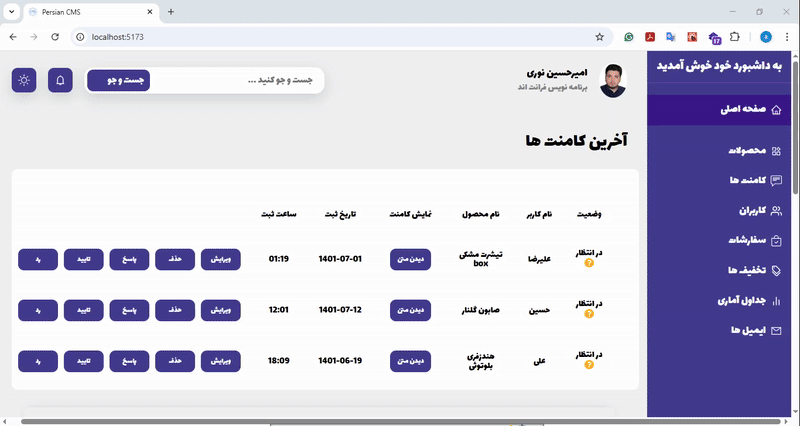 Persian CMS
localhost:5173
17
به داشبورد خود خوش آمدید
صفحه اصلی
محصولات
کامنت ها
کاربران
سفارشات
تخفیف ها
جداول آماری
ایمیل ها
امیرحسین نوری
برنامه نویس فرانت اند
جست و جو کنید ...
جست و جو
آخرین کامنت ها
وضعیت نام کاربر نام محصول نمایش کامنت تاریخ ثبت ساعت ثبت
در انتظار علیرضا تیشرت مشکی box دیدن متن 1401-07-01 01:19 ویرایش حذف پاسخ تایید رد
در انتظار حسین صابون گلنار دیدن متن 1401-07-12 12:01 ویرایش حذف پاسخ تایید رد
در انتظار علی هندزفری بلوتوثی دیدن متن 1401-06-19 18:09 ویرایش حذف پاسخ تایید رد